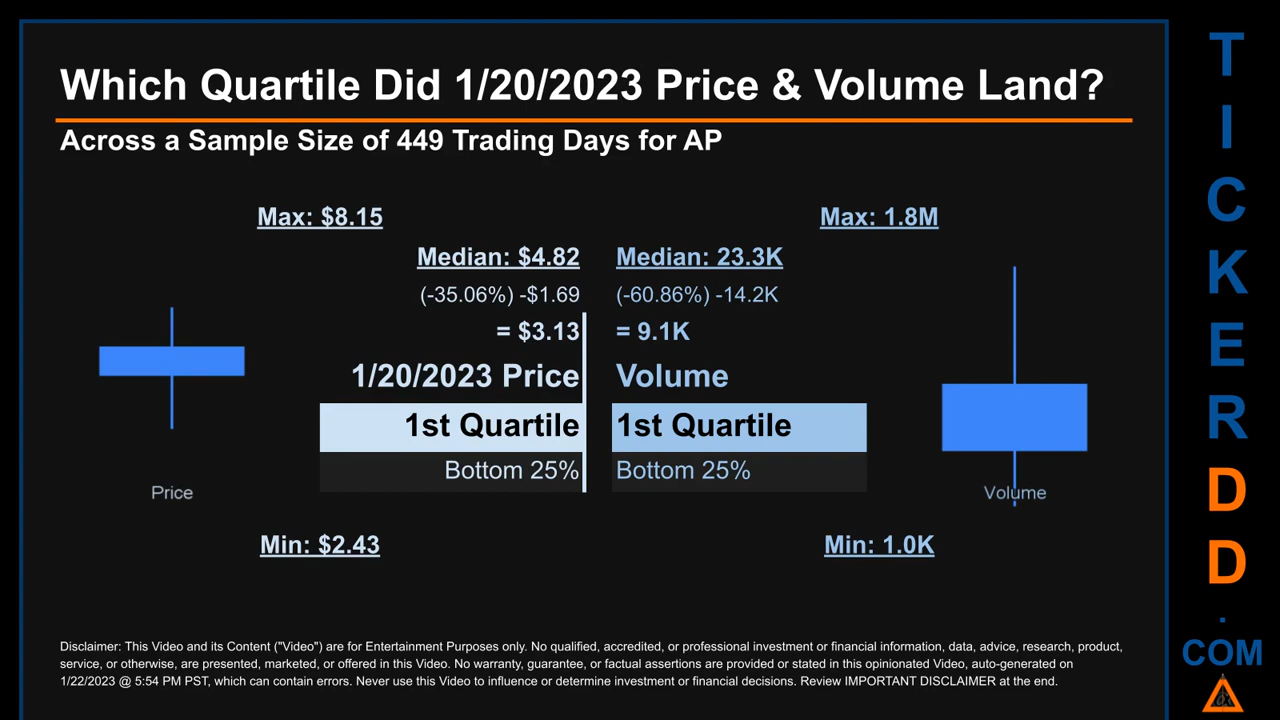 Which Quartile Did 1/20/2023 Price & Volume Land?
Across a Sample Size of 449 Trading Days for AP
Max: $8.15
Max: 1.8M
Median: $4.82
Median: 23.3K
(-35.06%) -$1.69
(-60.86%) -14.2K
= $3.13
= 9.1K
1/20/2023 Price
Volume
1st Quartile
1st Quartile
Bottom 25%
Bottom 25%
Price
Volume
Min: $2.43
Min: 1.0K
Disclaimer: This Video and its Content ("Video") are for Entertainment Purposes only. No qualified, accredited, or professional investment or financial information, data, advice, research, product,
service, or otherwise, are presented, marketed, or offered in this Video. No warranty, guarantee, or factual assertions are provided or stated in this opinionated Video, auto-generated on
1/22/2023 @ 5:54 PM PST, which can contain errors. Never use this Video to influence or determine investment or financial decisions. Review IMPORTANT DISCLAIMER at the end.
T
I
C
K
E
R
D
D
.
COM